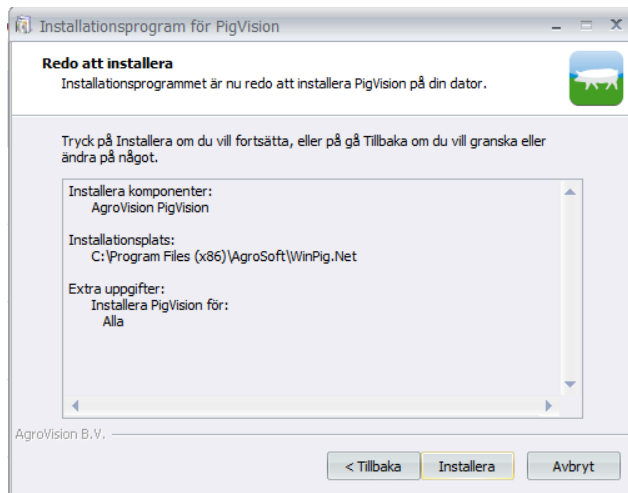 Installationsprogram för PigVision
Redo att installera
Installationsprogrammet är nu redo att installera PigVision på din dator.
Tryck på Installera om du vill fortsätta, eller på gå Tillbaka om du vill granska eller
ändra på något.
Installera komponenter:
AgroVision PigVision
Installationsplats:
C:\Program Files (x86)\AgroSoft\WinPig.Net
Extra uppgifter:
Installera PigVision för:
Alla
AgroVision B.V.
< Tillbaka
Installera
Avbryt